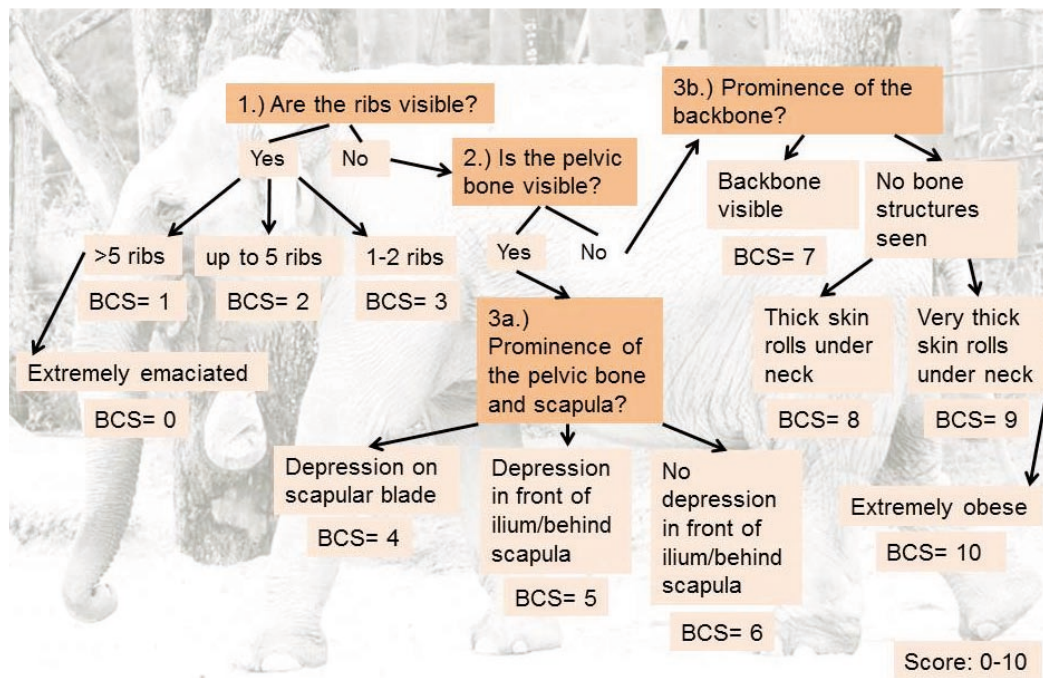 1.) Are the ribs visible?
Yes
No
>5 ribs
BCS= 1
up to 5 ribs
BCS= 2
1-2 ribs
BCS= 3
Extremely emaciated
BCS= 0
2.) Is the pelvic
bone visible?
Yes
No
3a.)
Prominence of
the pelvic bone
and scapula?
Depression on
scapular blade
BCS= 4
Depression
in front of
ilium/behind
scapula
BCS= 5
No
depression
in front of
ilium/behind
scapula
BCS= 6
3b.) Prominence of the
backbone?
Backbone
visible
BCS= 7
No bone
structures
seen
Thick skin
rolls under
neck
BCS= 8
Very thick
skin rolls
under neck
BCS= 9
Extremely obese
BCS= 10
Score: 0-10